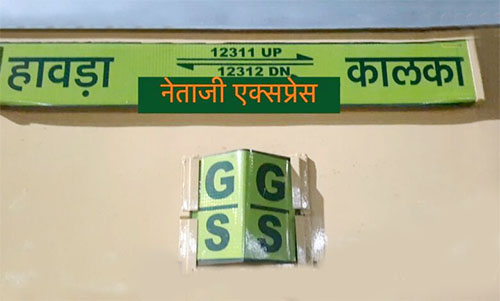 हावड़ा 12311 UP कालका
12312 DN
नेताजी एक्सप्रेस
G G
S S